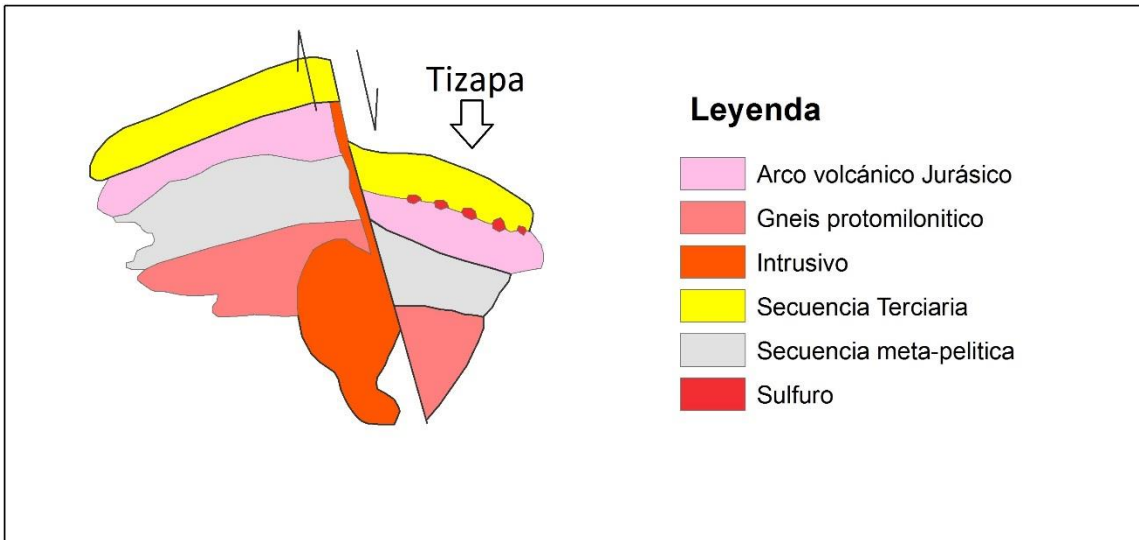 Tizapa
Leyenda
Arco volcánico Jurásico
Gneis protomilonitico
Intrusivo
Secuencia Terciaria
Secuencia meta-pelitica
Sulfuro